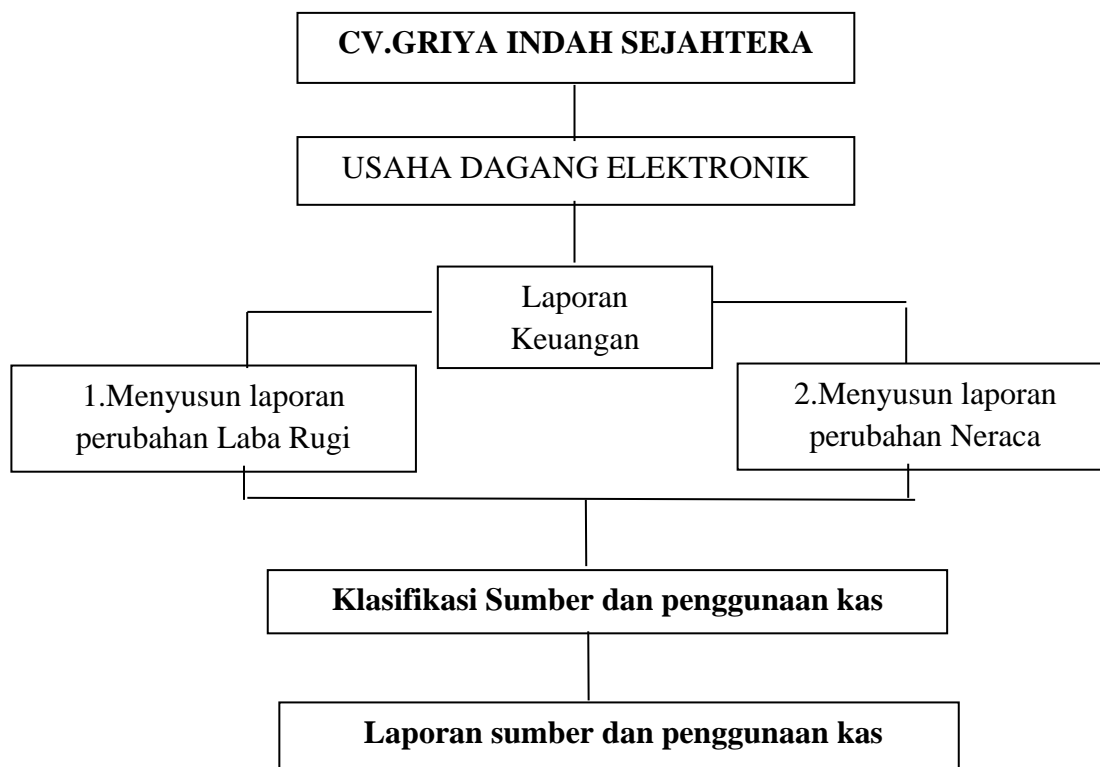 CV.GRIYA INDAH SEJAHTERA
USAHA DAGANG ELEKTRONIK
Laporan
Keuangan
1.Menyusun laporan
perubahan Laba Rugi
2.Menyusun laporan
perubahan Neraca
Klasifikasi Sumber dan penggunaan kas
Laporan sumber dan penggunaan kas